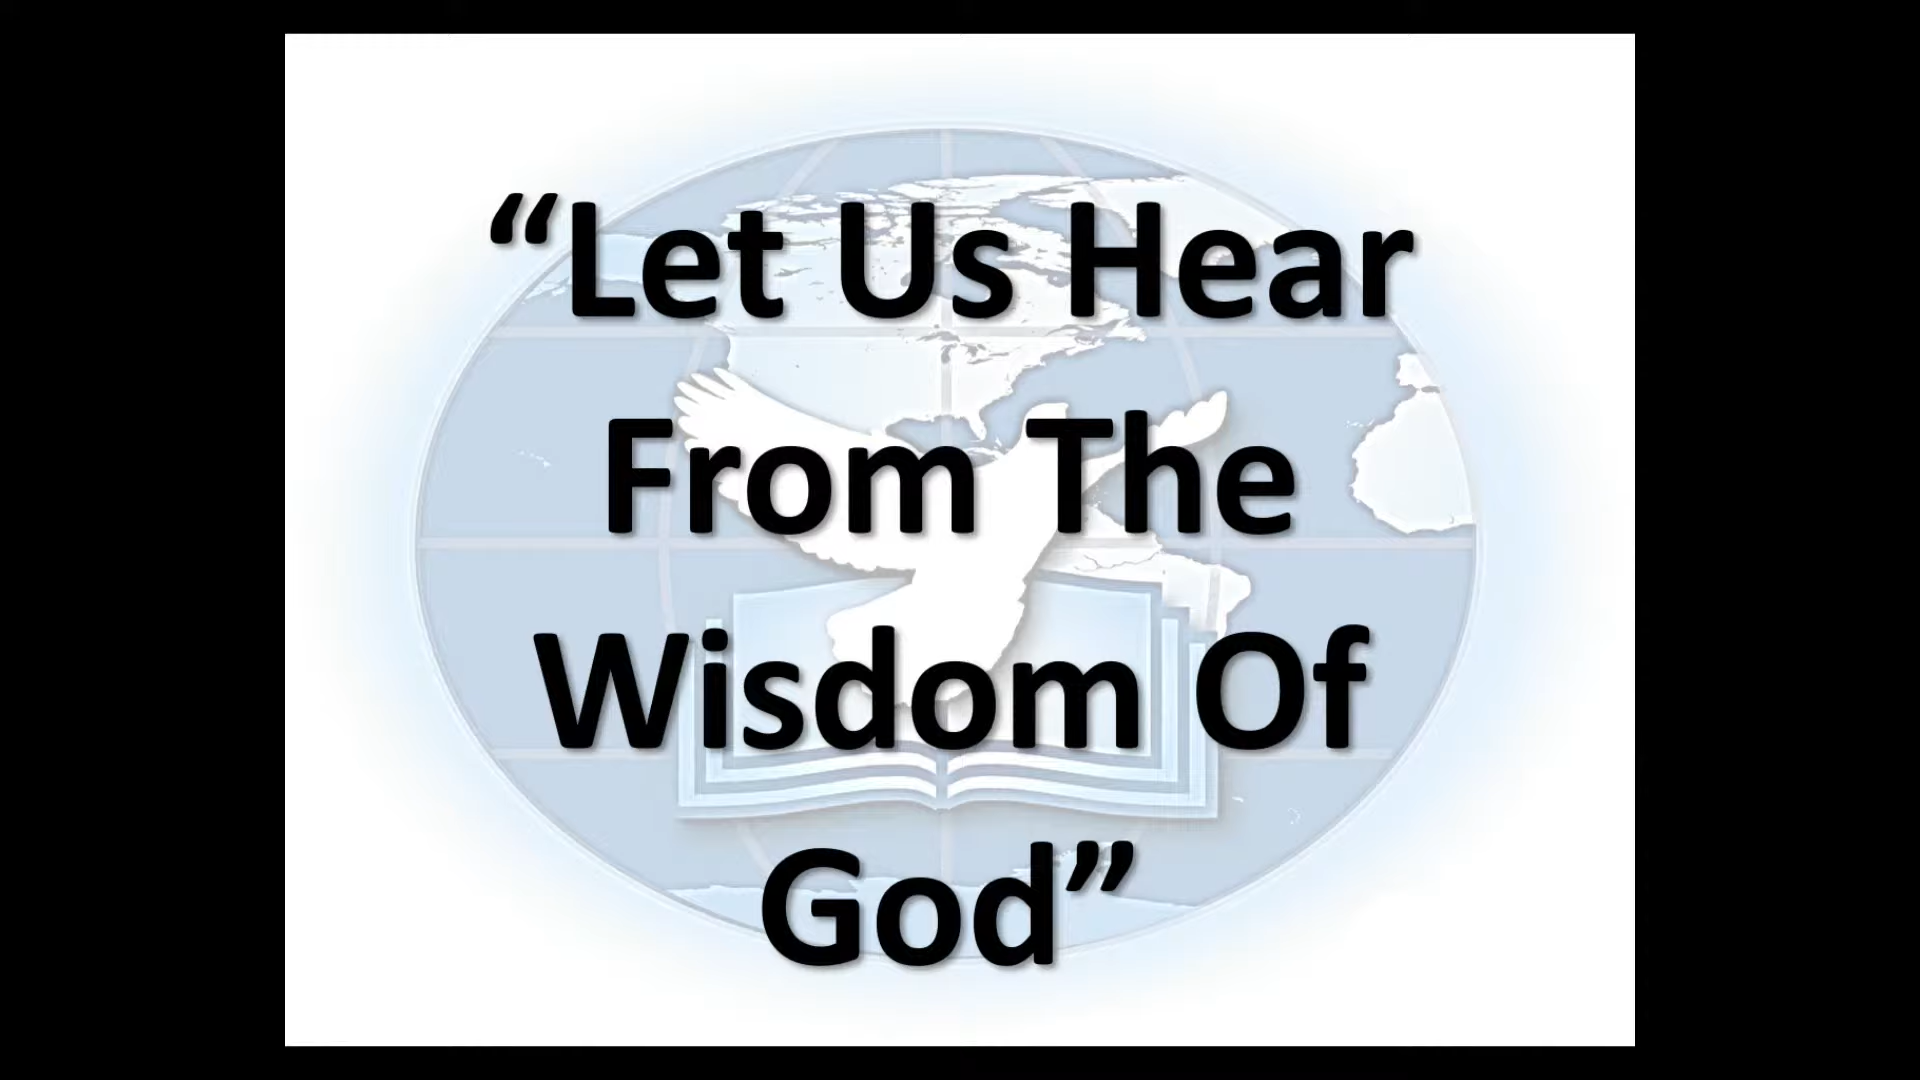 “Let Us Hear
From The
Wisdom Of
God”